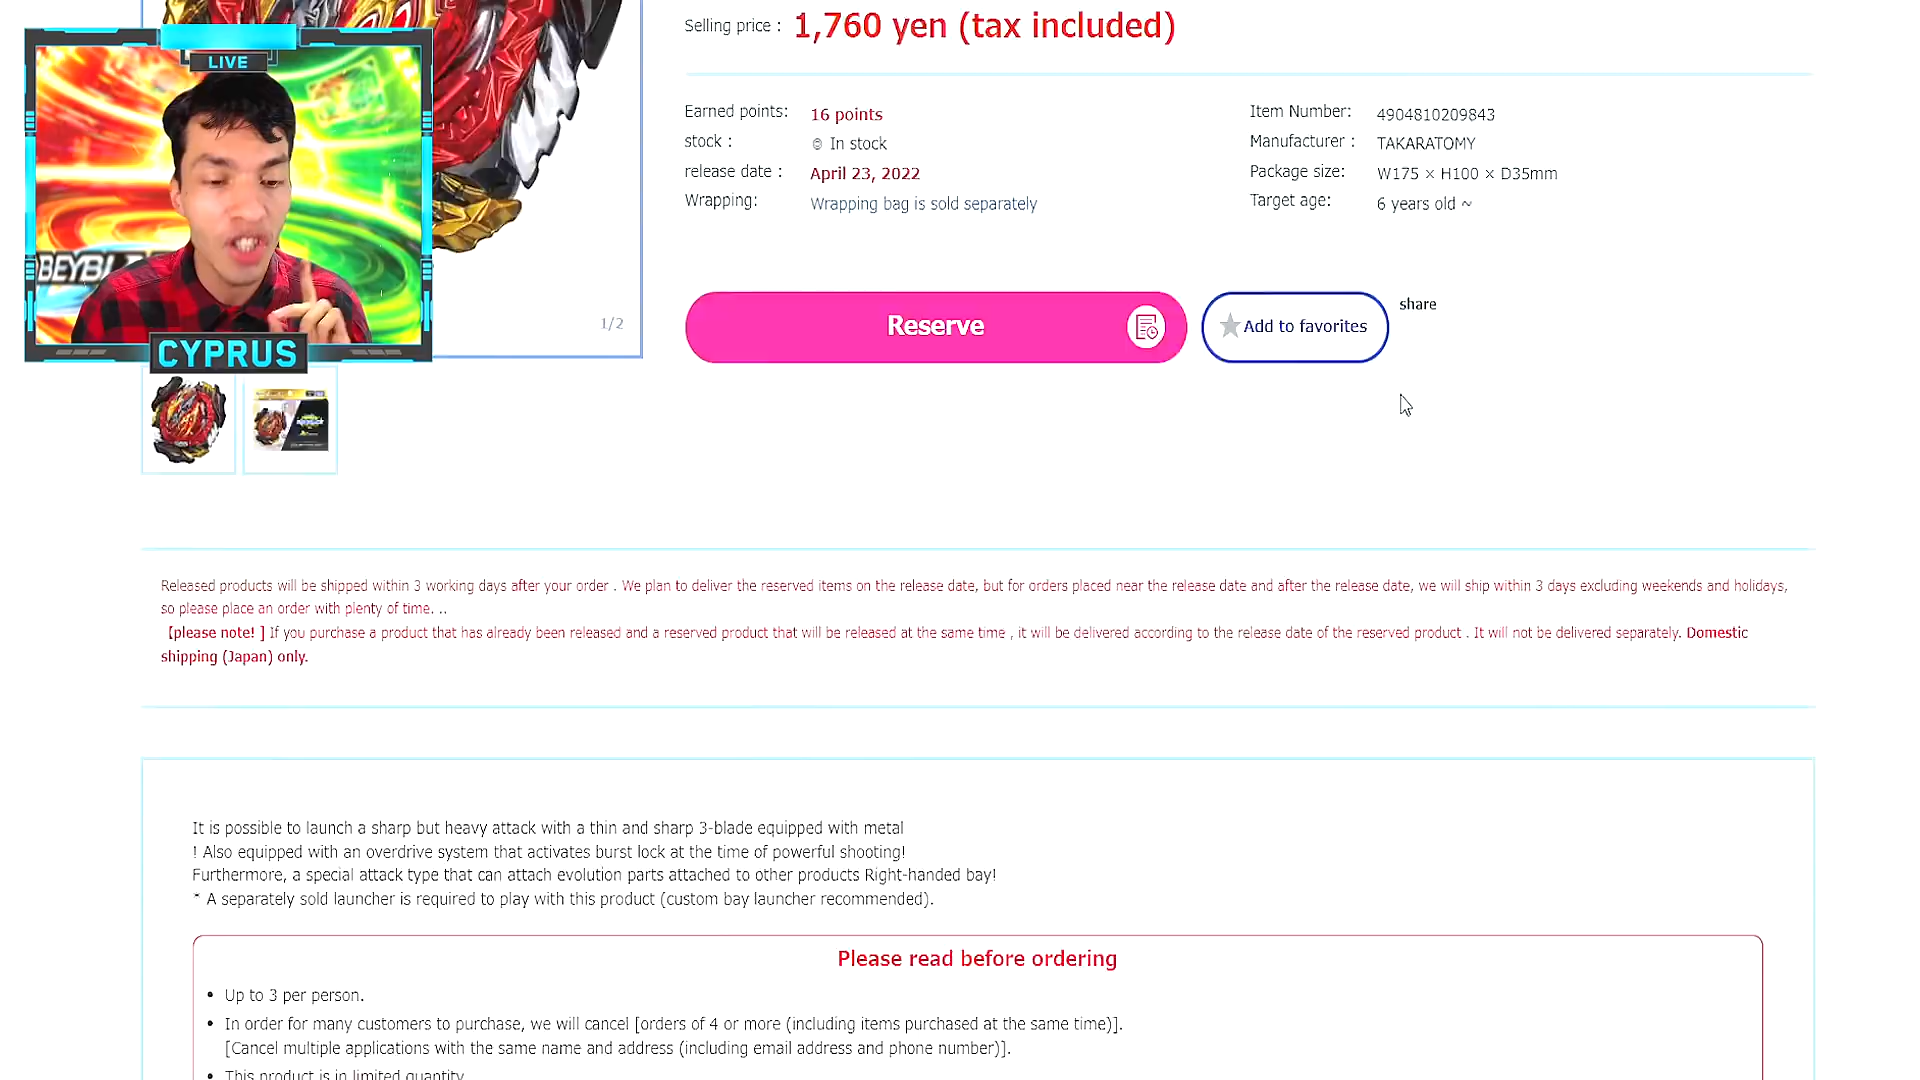 Selling price : 1,760 yen (tax included)
LIVE
Earned points: 16 points
Item Number: 4904810209843
stock : In stock
Manufacturer : TAKARATOMY
release date : April 23, 2022
Package size: W175 × H100 × D35mm
Wrapping: Wrapping bag is sold separately
Target age: 6 years old ~
BEYBL
1/2
Reserve
Add to favorites
share
CYPRUS
Released products will be shipped within 3 working days after your order . We plan to deliver the reserved items on the release date, but for orders placed near the release date and after the release date, we will ship within 3 days excluding weekends and holidays,
so please place an order with plenty of time. ..
【please note! ] If you purchase a product that has already been released and a reserved product that will be released at the same time , it will be delivered according to the release date of the reserved product . It will not be delivered separately. Domestic
shipping (Japan) only.
It is possible to launch a sharp but heavy attack with a thin and sharp 3-blade equipped with metal
! Also equipped with an overdrive system that activates burst lock at the time of powerful shooting!
Furthermore, a special attack type that can attach evolution parts attached to other products Right-handed bay!
* A separately sold launcher is required to play with this product (custom bay launcher recommended).
Please read before ordering
• Up to 3 per person.
• In order for many customers to purchase, we will cancel [orders of 4 or more (including items purchased at the same time)].
[Cancel multiple applications with the same name and address (including email address and phone number)].
• This product is in limited quantity